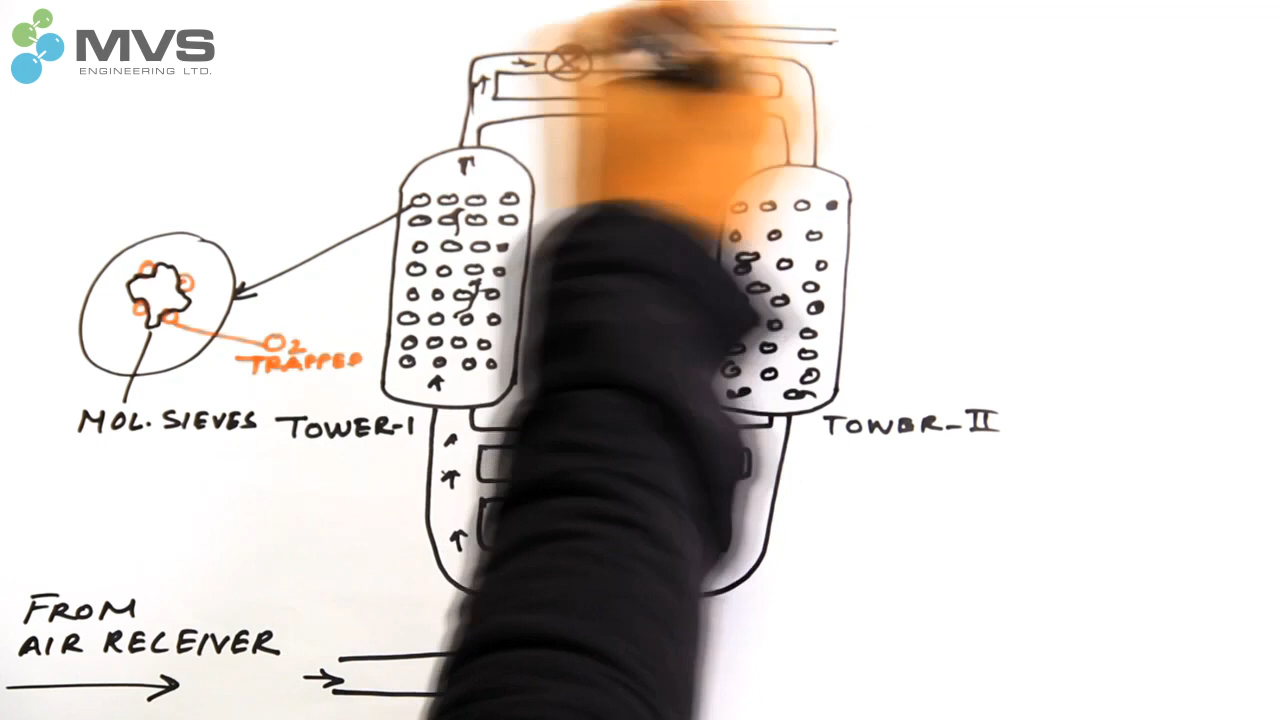 MVS
ENGINEERING LTD.
O2
TRAPPED
MOL. SIEVES
TOWER-I
TOWER-II
FROM
AIR RECEIVER